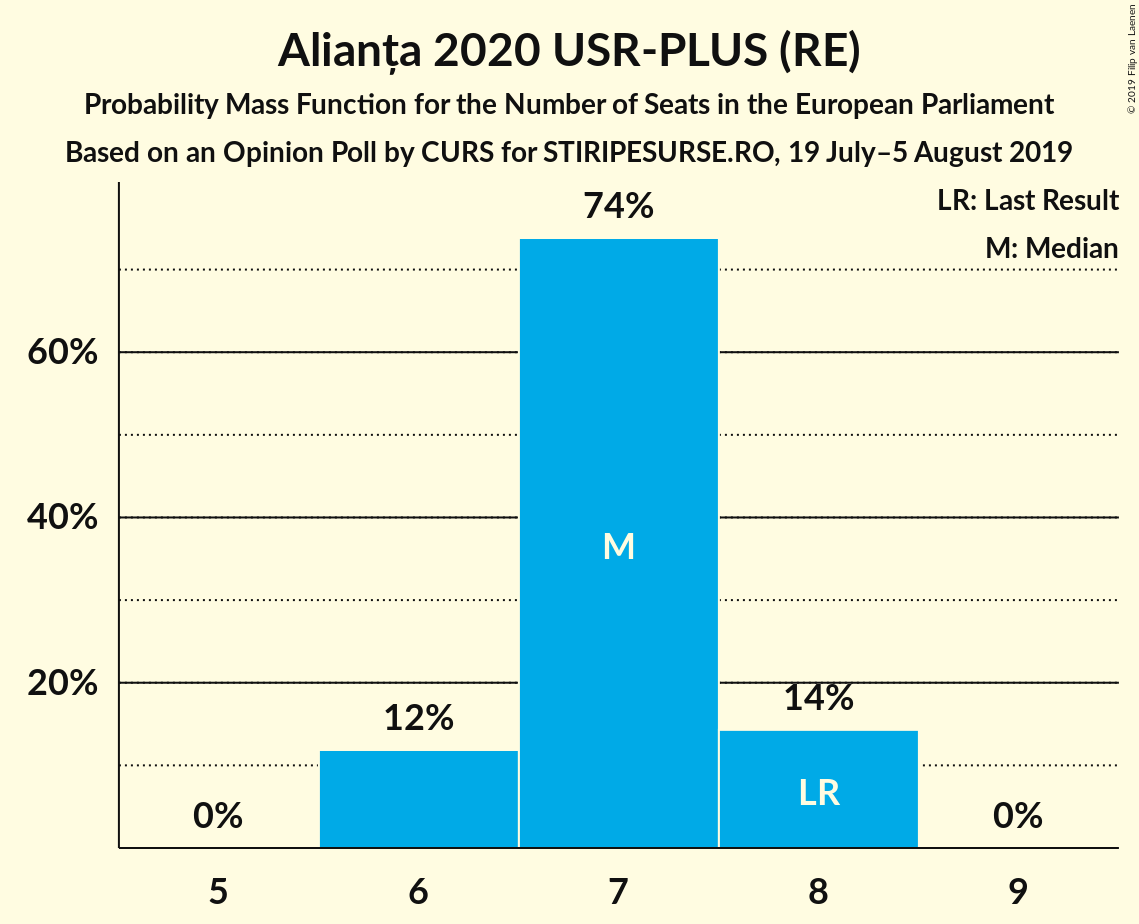 Alianța 2020 USR-PLUS (RE)
Probability Mass Function for the Number of Seats in the European Parliament
Based on an Opinion Poll by CURS for STIRIPESURSE.RO, 19 July–5 August 2019
© 2019 Filip van Laenen
LR: Last Result
M: Median
74%
60%
40%
M
20%
14%
12%
LR
0%
0%
5 6 7 8 9